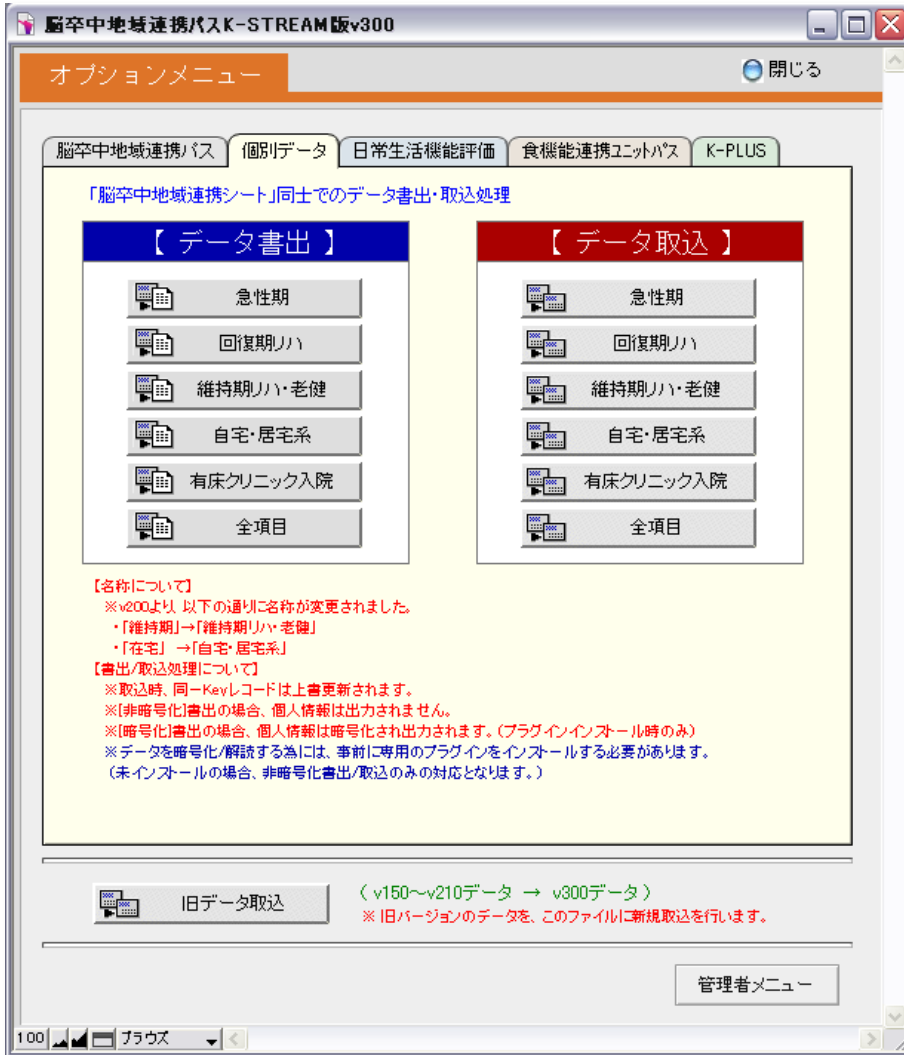 脳卒中地域連携パスK-STREAM版v300
オプションメニュー
閉じる
脳卒中地域連携パス
個別データ
日常生活機能評価
食機能連携ユニットパス
K-PLUS
「脳卒中地域連携シート」同士でのデータ書出・取込処理
【 データ書出 】
急性期
回復期リハ
維持期リハ・老健
自宅・居宅系
有床クリニック入院
全項目
【 データ取込 】
急性期
回復期リハ
維持期リハ・老健
自宅・居宅系
有床クリニック入院
全項目
【名称について】
※v200より、以下の通りに名称が変更されました。
・「維持期」→「維持期リハ・老健」
・「在宅」 →「自宅・居宅系」
【書出/取込処理について】
※取込時、同一Keyレコードは上書更新されます。
※[非暗号化]書出の場合、個人情報は出力されません。
※[暗号化]書出の場合、個人情報は暗号化され出力されます。(プラグインインストール時のみ)
※データを暗号化/解読する為には、事前に専用のプラグインをインストールする必要があります。
(未インストールの場合、非暗号化書出/取込のみの対応となります。)
旧データ取込
( v150～v210データ → v300データ )
※ 旧バージョンのデータを、このファイルに新規取込を行います。
管理者メニュー
100
ブラウズ